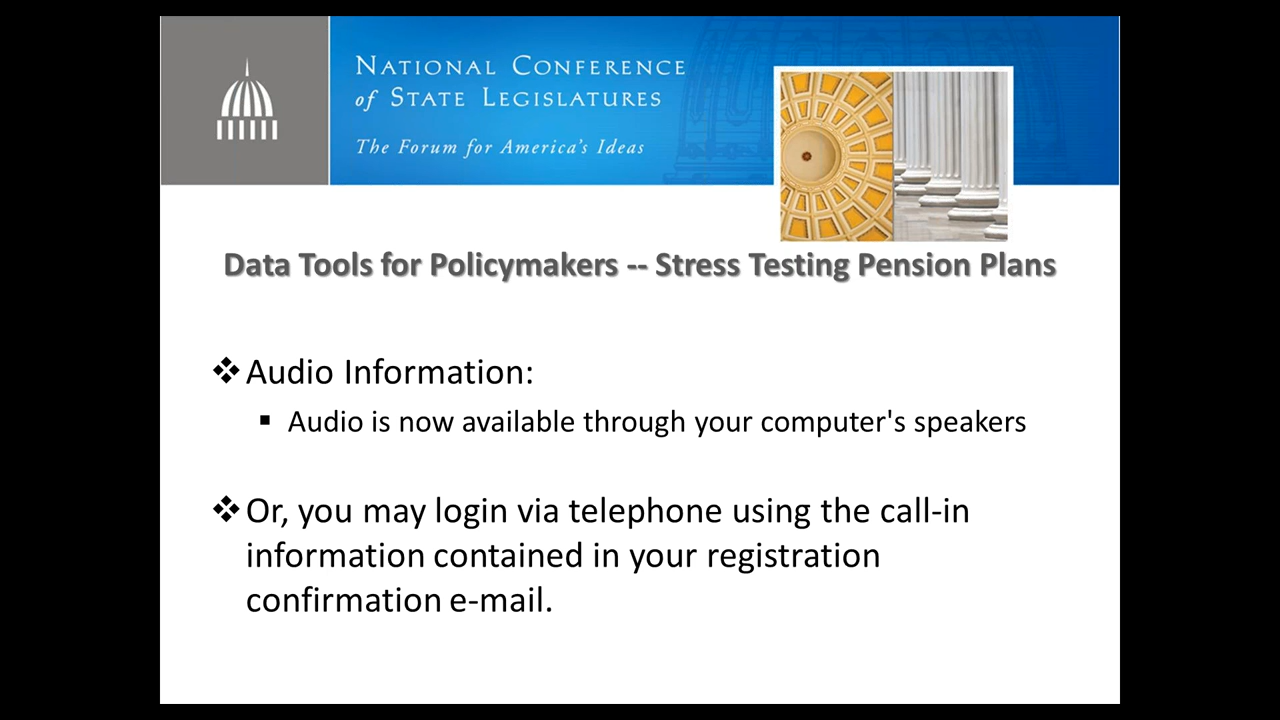 National Conference
of State Legislatures
The Forum for America's Ideas
Data Tools for Policymakers -- Stress Testing Pension Plans
❖ Audio Information:
▪ Audio is now available through your computer's speakers
❖ Or, you may login via telephone using the call-in
information contained in your registration
confirmation e-mail.